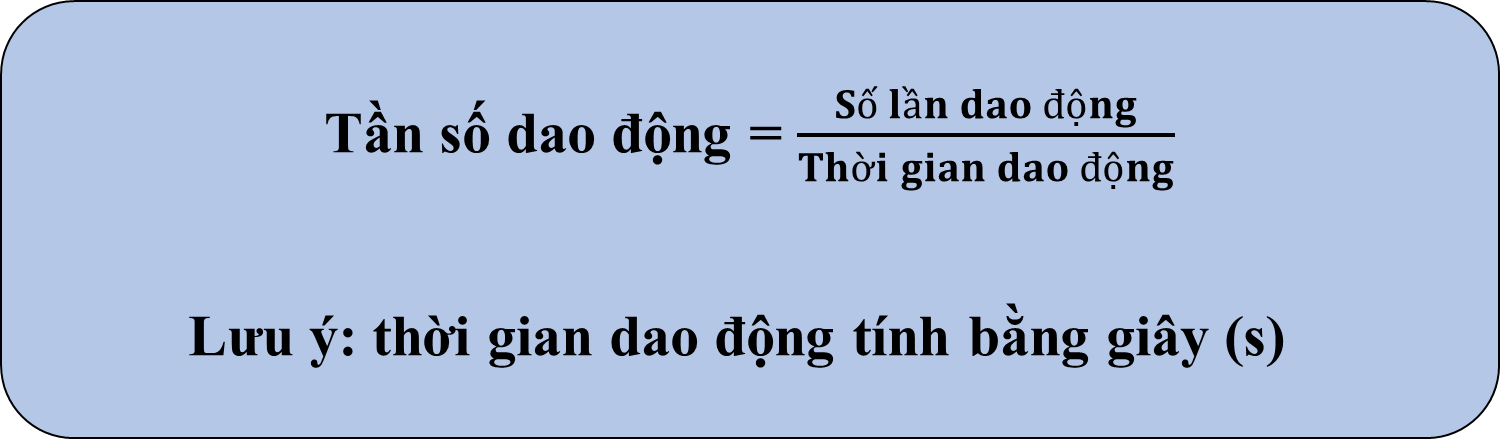 Tần số dao động = Số lần dao động
Thời gian dao động
Lưu ý: thời gian dao động tính bằng giây (s)